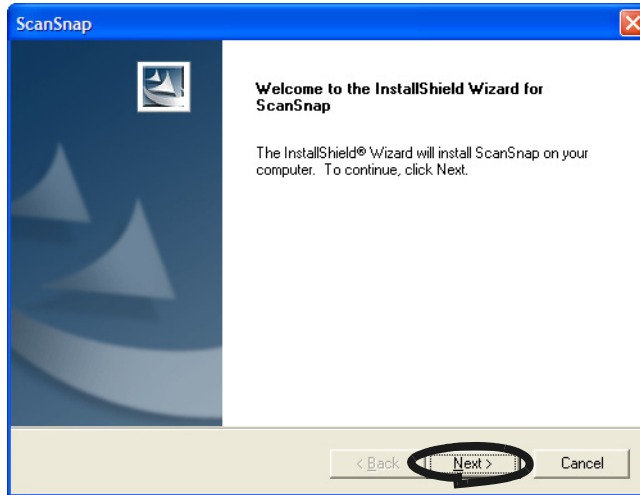 ScanSnap
Welcome to the InstallShield Wizard for
ScanSnap
The InstallShield® Wizard will install ScanSnap on your
computer. To continue, click Next.
< Back
Next >
Cancel